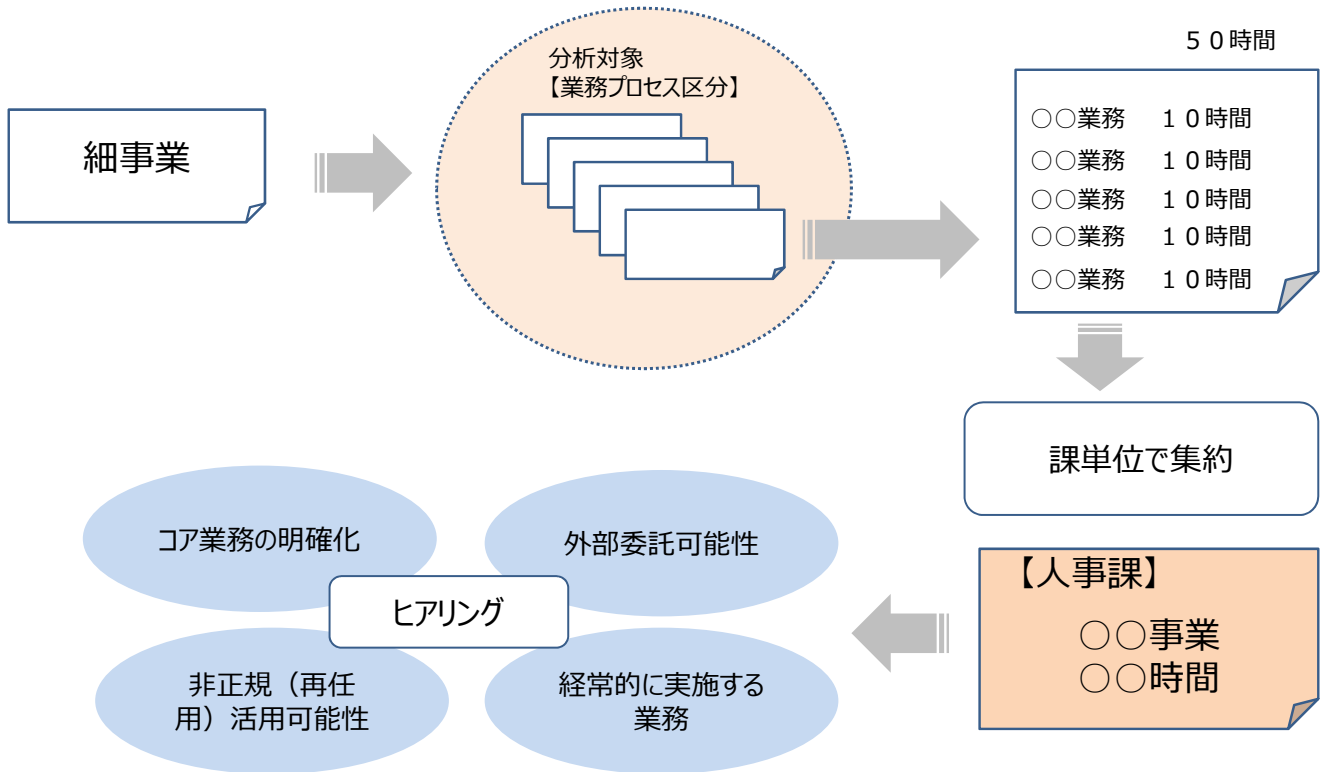 細事業
分析対象
【業務プロセス区分】
５０時間
○○業務　１０時間
○○業務　１０時間
○○業務　１０時間
○○業務　１０時間
○○業務　１０時間
課単位で集約
【人事課】
○○事業
○○時間
ヒアリング
コア業務の明確化
外部委託可能性
非正規（再任
用）活用可能性
経常的に実施する
業務